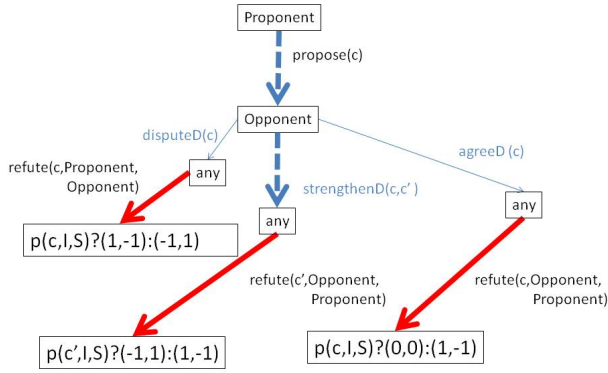 Proponent
propose(c)
Opponent
disputeD(c)
agreeD (c)
refute(c,Proponent,
Opponent)
any
strengthenD(c,c’ )
any
any
p(c,I,S)?(1,-1):(-1,1)
refute(c’,Opponent,
Proponent)
refute(c,Opponent,
Proponent)
p(c’,I,S)?(-1,1):(1,-1)
p(c,I,S)?(0,0):(1,-1)